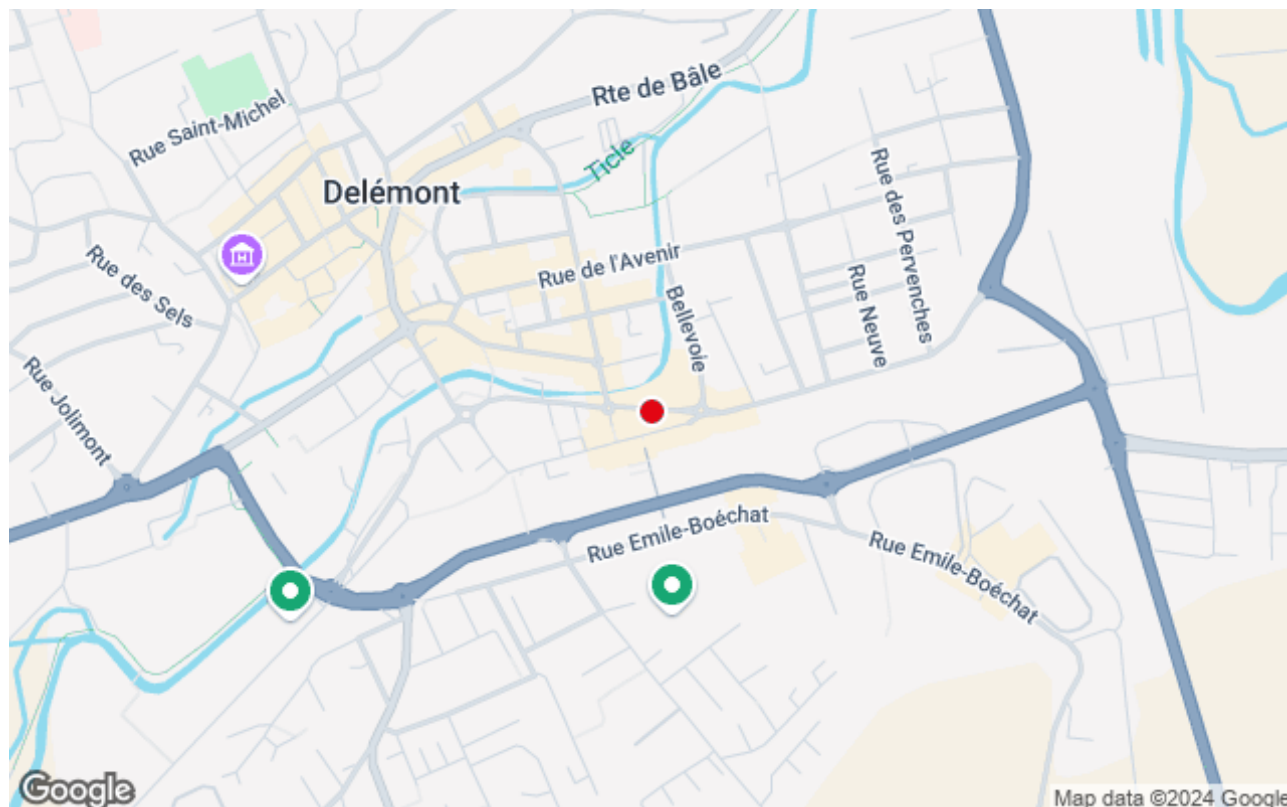 Rte de Bâle
Rue Saint-Michel
Ticle
Delémont
Rue des Pervenches
Rue de l'Avenir
Rue des Sels
Rue Neuve
Bellevoie
Rue Jolimont
Rue Emile-Boéchat
Rue Emile-Boéchat
Google
Map data ©2024 Google